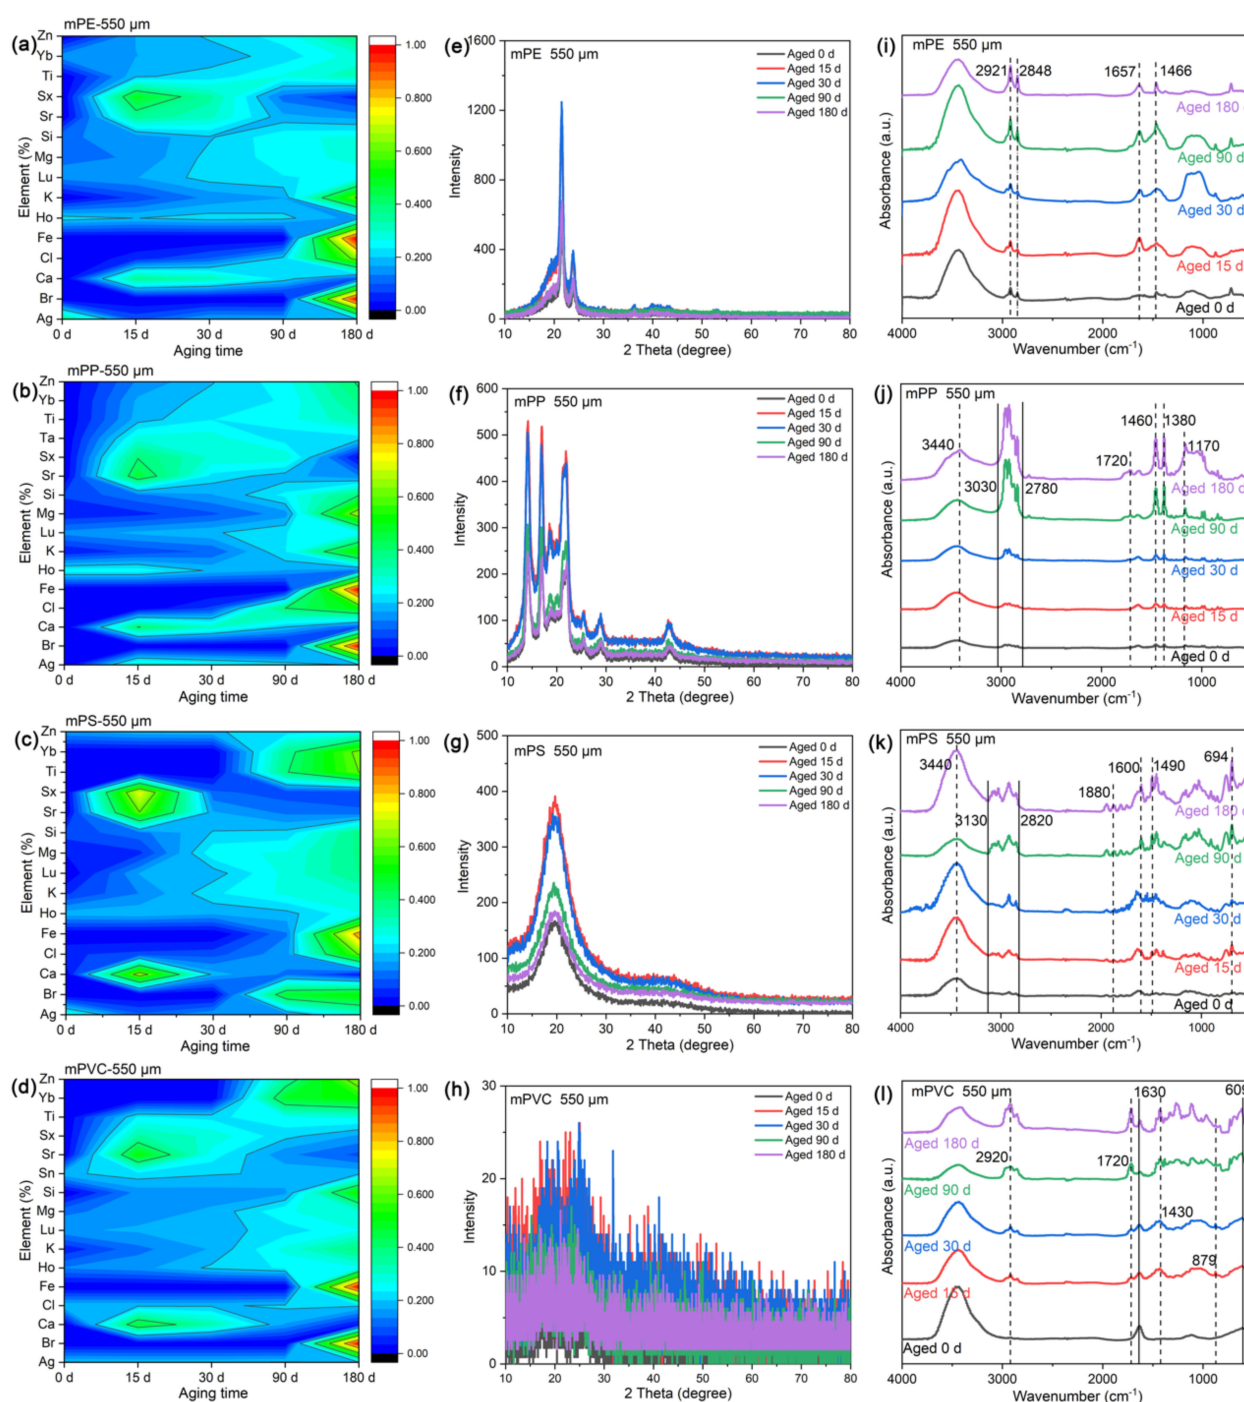 (a) mPE-550 µm
Element (%)
Zn
Yb
Ti
Sx
Sr
Si
Mg
Lu
K
Ho
Fe
Cl
Ca
Br
Ag
0 d 15 d 30 d 90 d 180 d
Aging time
1.00
0.800
0.600
0.400
0.200
0.00
(e) mPE 550 µm
Aged 0 d
Aged 15 d
Aged 30 d
Aged 90 d
Aged 180 d
Intensity
1600
1200
800
400
0
10 20 30 40 50 60 70 80
2 Theta (degree)
(i) mPE 550 µm
2921 2848 1657 1466
Aged 180 d
Aged 90 d
Aged 30 d
Aged 15 d
Aged 0 d
Absorbance (a.u.)
4000 3000 2000 1000
Wavenumber (cm⁻¹)
(b) mPP-550 µm
Element (%)
Zn
Yb
Ti
Ta
Sx
Sr
Si
Mg
Lu
K
Ho
Fe
Cl
Ca
Br
Ag
0 d 15 d 30 d 90 d 180 d
Aging time
1.00
0.800
0.600
0.400
0.200
0.00
(f) mPP 550 µm
Aged 0 d
Aged 15 d
Aged 30 d
Aged 90 d
Aged 180 d
Intensity
600
500
400
300
200
100
0
10 20 30 40 50 60 70 80
2 Theta (degree)
(j) mPP 550 µm
3440 3030 2780 1720 1460 1380 1170
Aged 180 d
Aged 90 d
Aged 30 d
Aged 15 d
Aged 0 d
Absorbance (a.u.)
4000 3000 2000 1000
Wavenumber (cm⁻¹)
(c) mPS-550 µm
Element (%)
Zn
Yb
Ti
Sx
Sr
Si
Mg
Lu
K
Ho
Fe
Cl
Ca
Br
Ag
0 d 15 d 30 d 90 d 180 d
Aging time
1.00
0.800
0.600
0.400
0.200
0.00
(g) mPS 550 µm
Aged 0 d
Aged 15 d
Aged 30 d
Aged 90 d
Aged 180 d
Intensity
500
400
300
200
100
0
10 20 30 40 50 60 70 80
2 Theta (degree)
(k) mPS 550 µm
3440 3130 2820 1880 1600 1490 694
Aged 180 d
Aged 90 d
Aged 30 d
Aged 15 d
Aged 0 d
Absorbance (a.u.)
4000 3000 2000 1000
Wavenumber (cm⁻¹)
(d) mPVC-550 µm
Element (%)
Zn
Yb
Ti
Sx
Sr
Sn
Si
Mg
Lu
K
Ho
Fe
Cl
Ca
Br
Ag
0 d 15 d 30 d 90 d 180 d
Aging time
1.00
0.800
0.600
0.400
0.200
0.00
(h) mPVC 550 µm
Aged 0 d
Aged 15 d
Aged 30 d
Aged 90 d
Aged 180 d
Intensity
30
25
20
15
10
5
0
10 20 30 40 50 60 70 80
2 Theta (degree)
(l) mPVC 550 µm
1630 609
2920 1720 1430 879
Aged 180 d
Aged 90 d
Aged 30 d
Aged 15 d
Aged 0 d
Absorbance (a.u.)
4000 3000 2000 1000
Wavenumber (cm⁻¹)